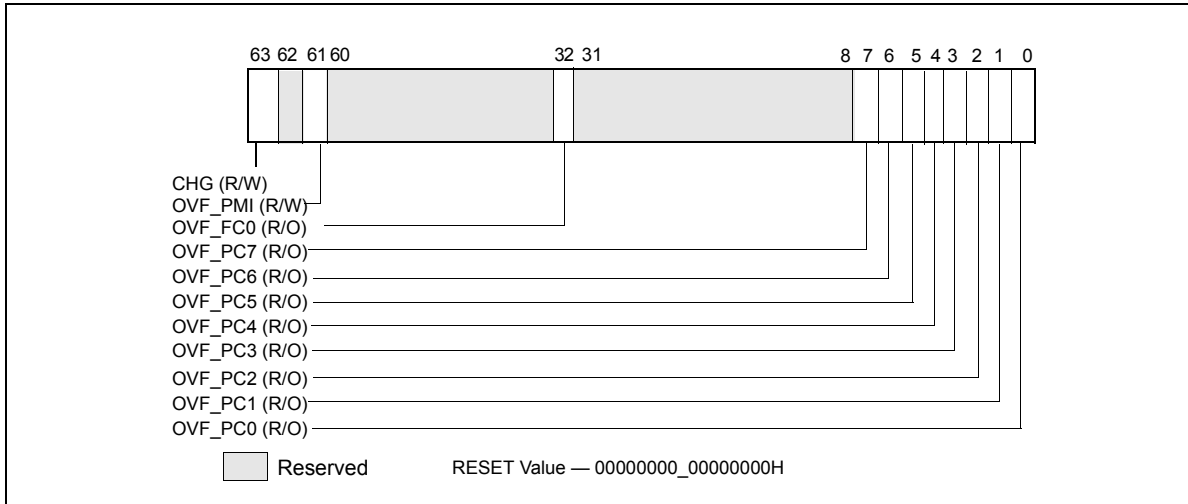 63 62 61 60 32 31 8 7 6 5 4 3 2 1 0
CHG (R/W)
OVF_PMI (R/W)
OVF_FC0 (R/O)
OVF_PC7 (R/O)
OVF_PC6 (R/O)
OVF_PC5 (R/O)
OVF_PC4 (R/O)
OVF_PC3 (R/O)
OVF_PC2 (R/O)
OVF_PC1 (R/O)
OVF_PC0 (R/O)
Reserved RESET Value — 00000000_00000000H